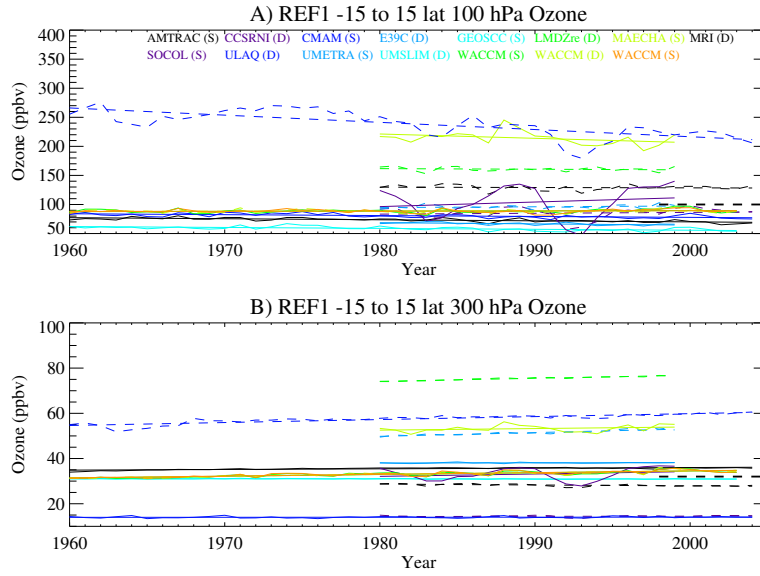 A) REF1 -15 to 15 lat 100 hPa Ozone
AMTRAC (S) CCSRNI (D) CMAM (S) E39C (D) GEOSCC (S) LMDZre (D) MAECHA (S) MRI (D)
SOCOL (S) ULAQ (D) UMETRA (S) UMSLIM (D) WACCM (S) WACCM (D) WACCM (S)
Ozone (ppbv)
400
350
300
250
200
150
100
50
1960 1970 1980 1990 2000
Year
B) REF1 -15 to 15 lat 300 hPa Ozone
Ozone (ppbv)
100
80
60
40
20
1960 1970 1980 1990 2000
Year